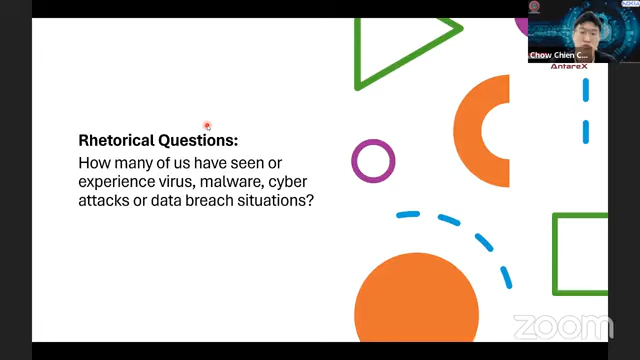 Rhetorical Questions:
How many of us have seen or
experience virus, malware, cyber
attacks or data breach situations?
Chow Chien C...
AntareX
zoom